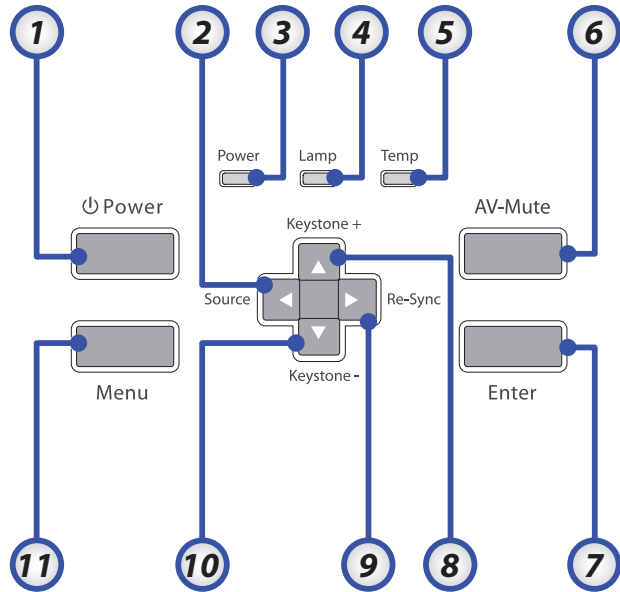 1 2 3 4 5 6
Power Lamp Temp
Power
AV-Mute
Keystone +
Source
Re-Sync
Keystone -
Menu
Enter
11 10 9 8 7